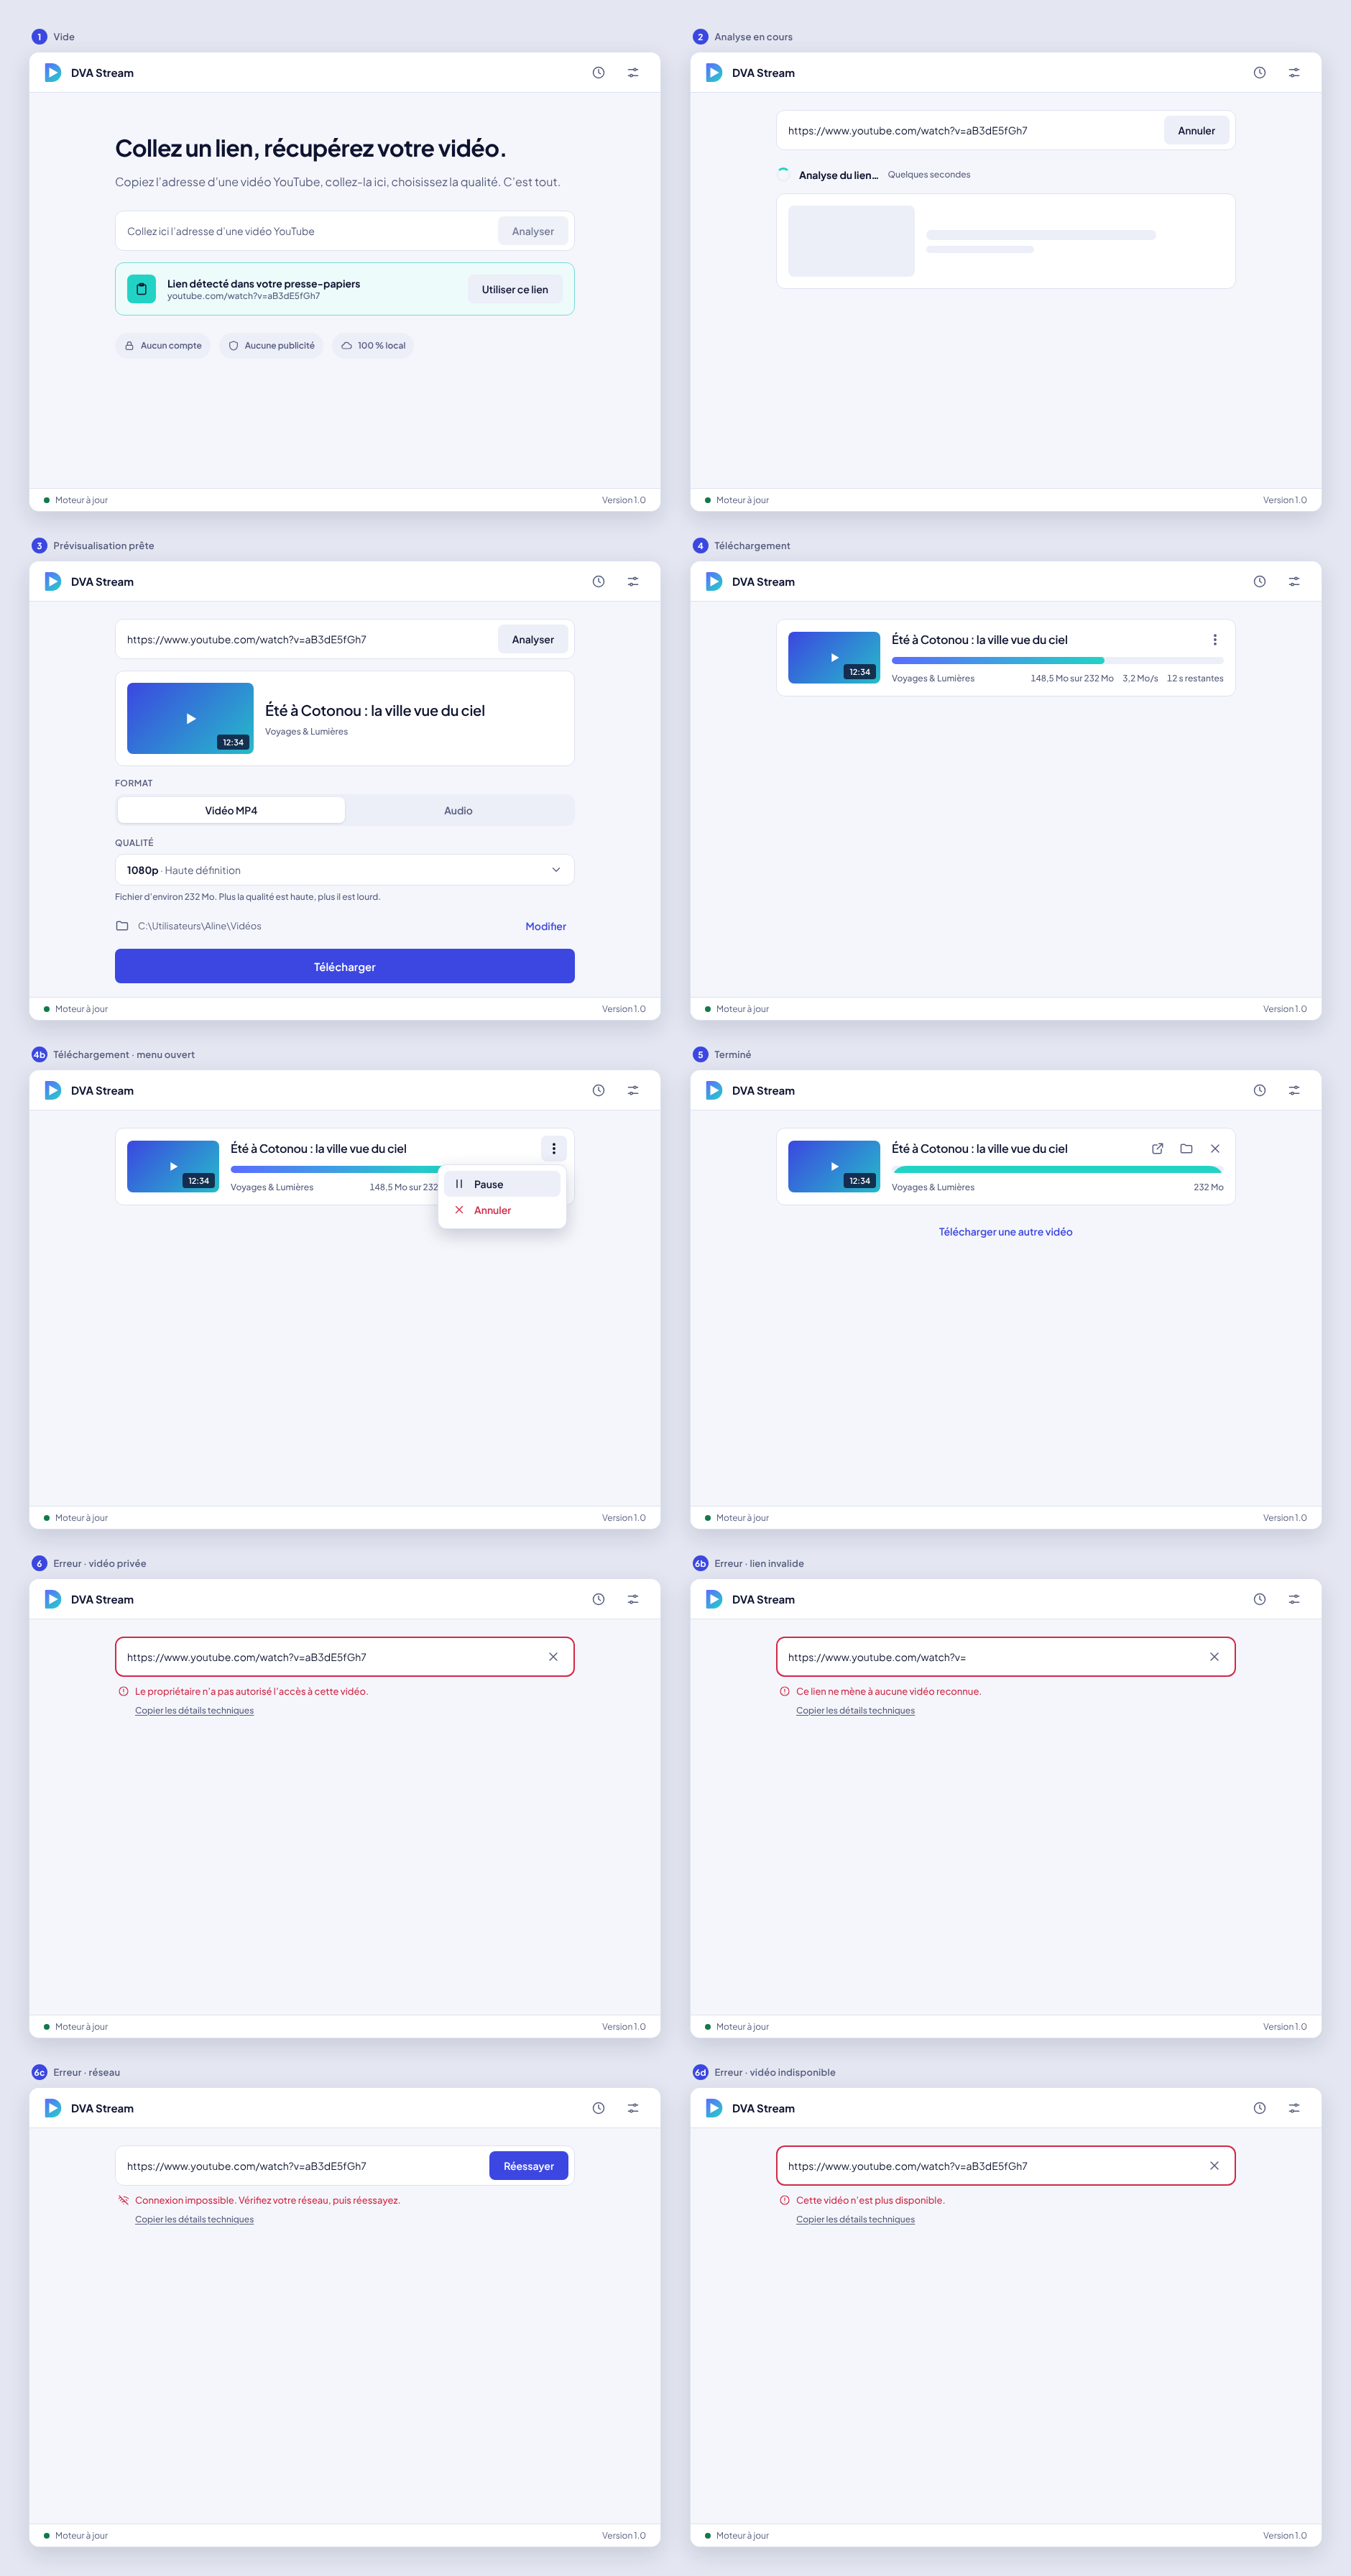 1 Vide
DVA Stream
Collez un lien, récupérez votre vidéo.
Copiez l'adresse d'une vidéo YouTube, collez-la ici, choisissez la qualité. C'est tout.
Collez ici l'adresse d'une vidéo YouTube Analyser
Lien détecté dans votre presse-papiers
youtube.com/watch?v=aB3dE5fGh7
Utiliser ce lien
Aucun compte Aucune publicité 100 % local
Moteur à jour Version 1.0
2 Analyse en cours
DVA Stream
https://www.youtube.com/watch?v=aB3dE5fGh7 Annuler
Analyse du lien… Quelques secondes
Moteur à jour Version 1.0
3 Prévisualisation prête
DVA Stream
https://www.youtube.com/watch?v=aB3dE5fGh7 Analyser
12:34
Été à Cotonou : la ville vue du ciel
Voyages & Lumières
FORMAT
Vidéo MP4 Audio
QUALITÉ
1080p · Haute définition
Fichier d'environ 232 Mo. Plus la qualité est haute, plus il est lourd.
C:\Utilisateurs\Aline\Vidéos Modifier
Télécharger
Moteur à jour Version 1.0
4 Téléchargement
DVA Stream
12:34
Été à Cotonou : la ville vue du ciel
Voyages & Lumières 148,5 Mo sur 232 Mo 3,2 Mo/s 12 s restantes
Moteur à jour Version 1.0
4b Téléchargement · menu ouvert
DVA Stream
12:34
Été à Cotonou : la ville vue du ciel
Voyages & Lumières 148,5 Mo sur 232
Pause
Annuler
Moteur à jour Version 1.0
5 Terminé
DVA Stream
12:34
Été à Cotonou : la ville vue du ciel
Voyages & Lumières 232 Mo
Télécharger une autre vidéo
Moteur à jour Version 1.0
6 Erreur · vidéo privée
DVA Stream
https://www.youtube.com/watch?v=aB3dE5fGh7
Le propriétaire n'a pas autorisé l'accès à cette vidéo.
Copier les détails techniques
Moteur à jour Version 1.0
6b Erreur · lien invalide
DVA Stream
https://www.youtube.com/watch?v=
Ce lien ne mène à aucune vidéo reconnue.
Copier les détails techniques
Moteur à jour Version 1.0
6c Erreur · réseau
DVA Stream
https://www.youtube.com/watch?v=aB3dE5fGh7 Réessayer
Connexion impossible. Vérifiez votre réseau, puis réessayez.
Copier les détails techniques
Moteur à jour Version 1.0
6d Erreur · vidéo indisponible
DVA Stream
https://www.youtube.com/watch?v=aB3dE5fGh7
Cette vidéo n'est plus disponible.
Copier les détails techniques
Moteur à jour Version 1.0